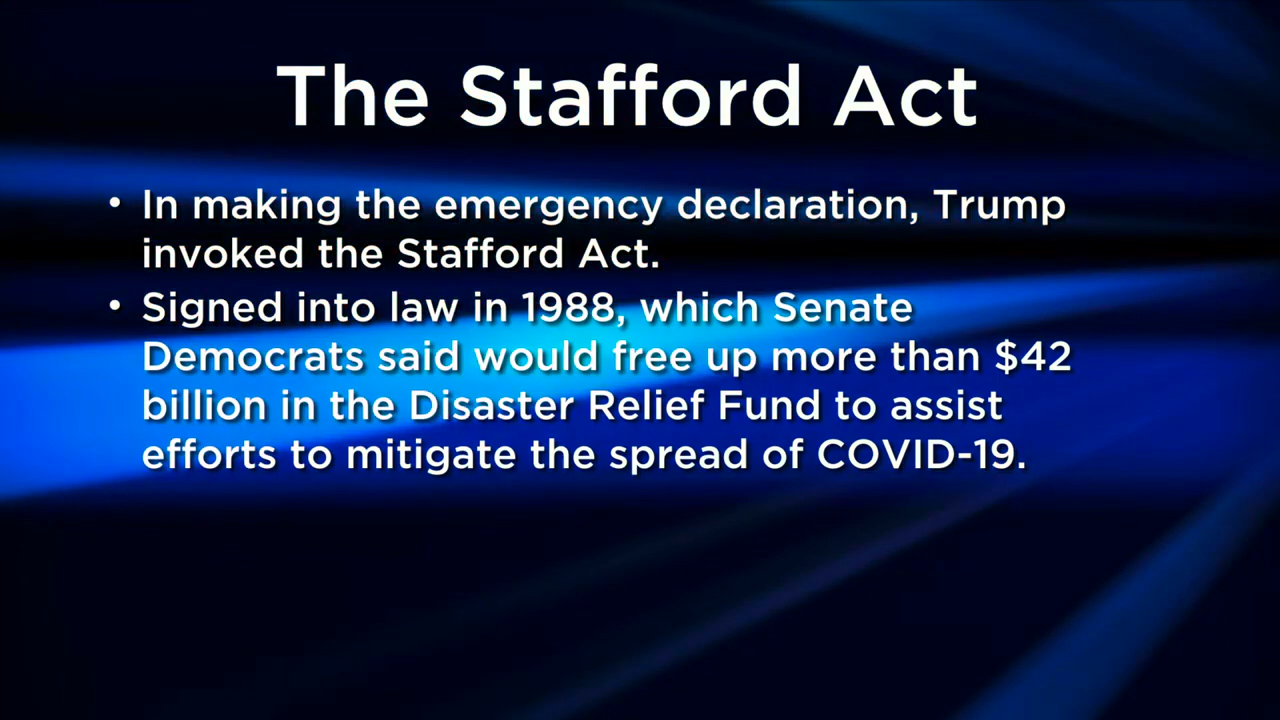 The Stafford Act
• In making the emergency declaration, Trump
invoked the Stafford Act.
• Signed into law in 1988, which Senate
Democrats said would free up more than $42
billion in the Disaster Relief Fund to assist
efforts to mitigate the spread of COVID-19.